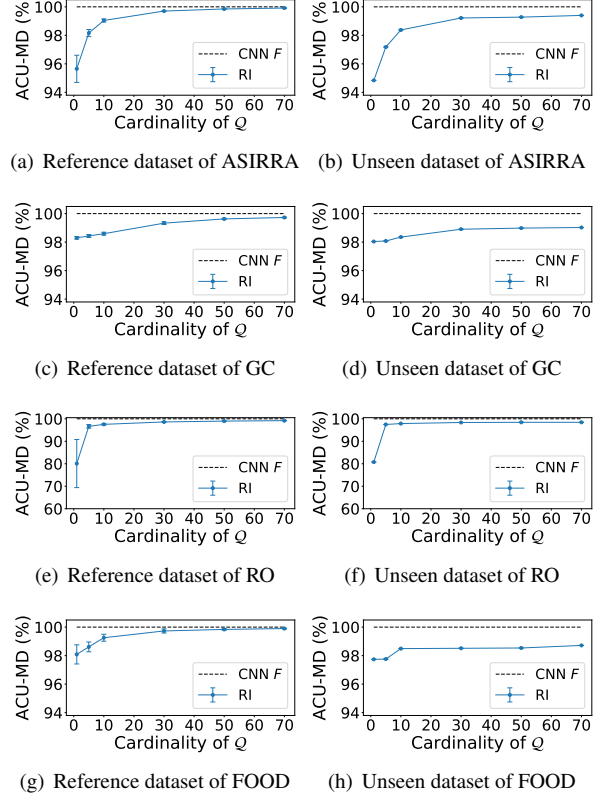 100
98
96
94
ACU-MD (%)
CNN F
RI
0 10 20 30 40 50 60 70
Cardinality of Q
(a) Reference dataset of ASIRRA
100
98
96
94
ACU-MD (%)
CNN F
RI
0 10 20 30 40 50 60 70
Cardinality of Q
(b) Unseen dataset of ASIRRA
100
98
96
94
ACU-MD (%)
CNN F
RI
0 10 20 30 40 50 60 70
Cardinality of Q
(c) Reference dataset of GC
100
98
96
94
ACU-MD (%)
CNN F
RI
0 10 20 30 40 50 60 70
Cardinality of Q
(d) Unseen dataset of GC
100
90
80
70
60
ACU-MD (%)
CNN F
RI
0 10 20 30 40 50 60 70
Cardinality of Q
(e) Reference dataset of RO
100
90
80
70
60
ACU-MD (%)
CNN F
RI
0 10 20 30 40 50 60 70
Cardinality of Q
(f) Unseen dataset of RO
100
98
96
94
ACU-MD (%)
CNN F
RI
0 10 20 30 40 50 60 70
Cardinality of Q
(g) Reference dataset of FOOD
100
98
96
94
ACU-MD (%)
CNN F
RI
0 10 20 30 40 50 60 70
Cardinality of Q
(h) Unseen dataset of FOOD